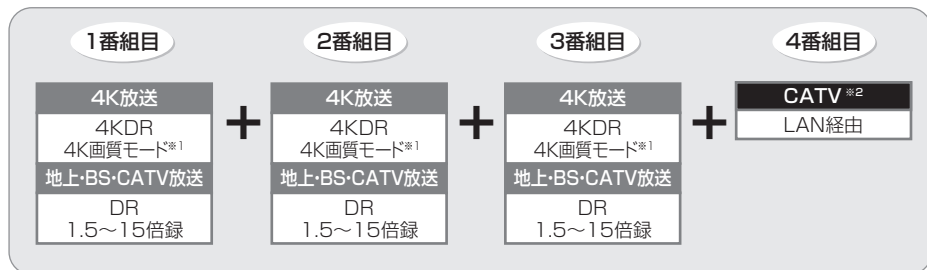 1番組目
4K放送
4KDR
4K画質モード※1
地上・BS・CATV放送
DR
1.5～15倍録
+
2番組目
4K放送
4KDR
4K画質モード※1
地上・BS・CATV放送
DR
1.5～15倍録
+
3番組目
4K放送
4KDR
4K画質モード※1
地上・BS・CATV放送
DR
1.5～15倍録
+
4番組目
CATV※2
LAN経由